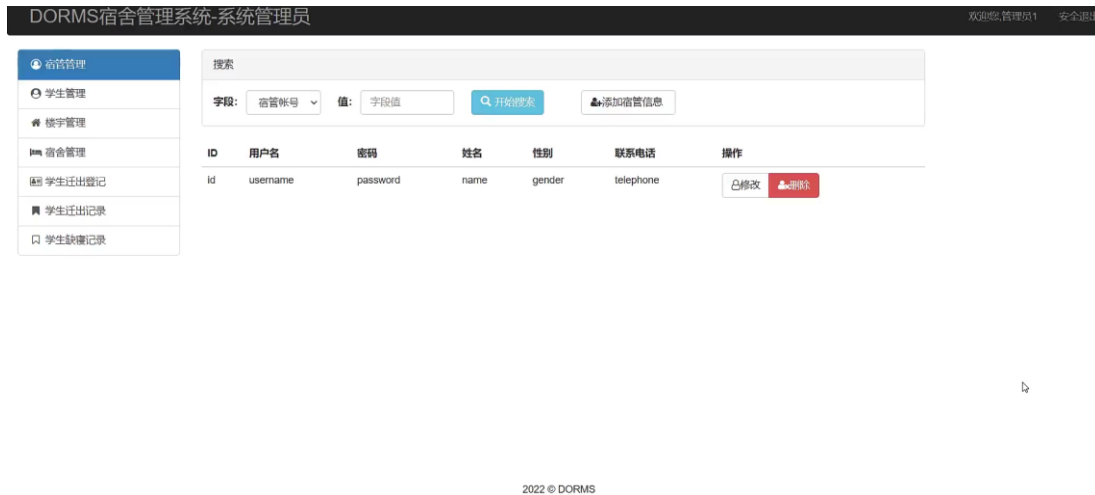 DORMS宿舍管理系统-系统管理员
欢迎您,管理员1 安全退出
宿管管理
学生管理
楼宇管理
宿舍管理
学生迁出登记
学生迁出记录
学生缺寝记录
搜索
字段: 宿管帐号 值: 字段值 开始搜索 添加宿管信息
ID 用户名 密码 姓名 性别 联系电话 操作
id username password name gender telephone 修改 删除
2022 © DORMS